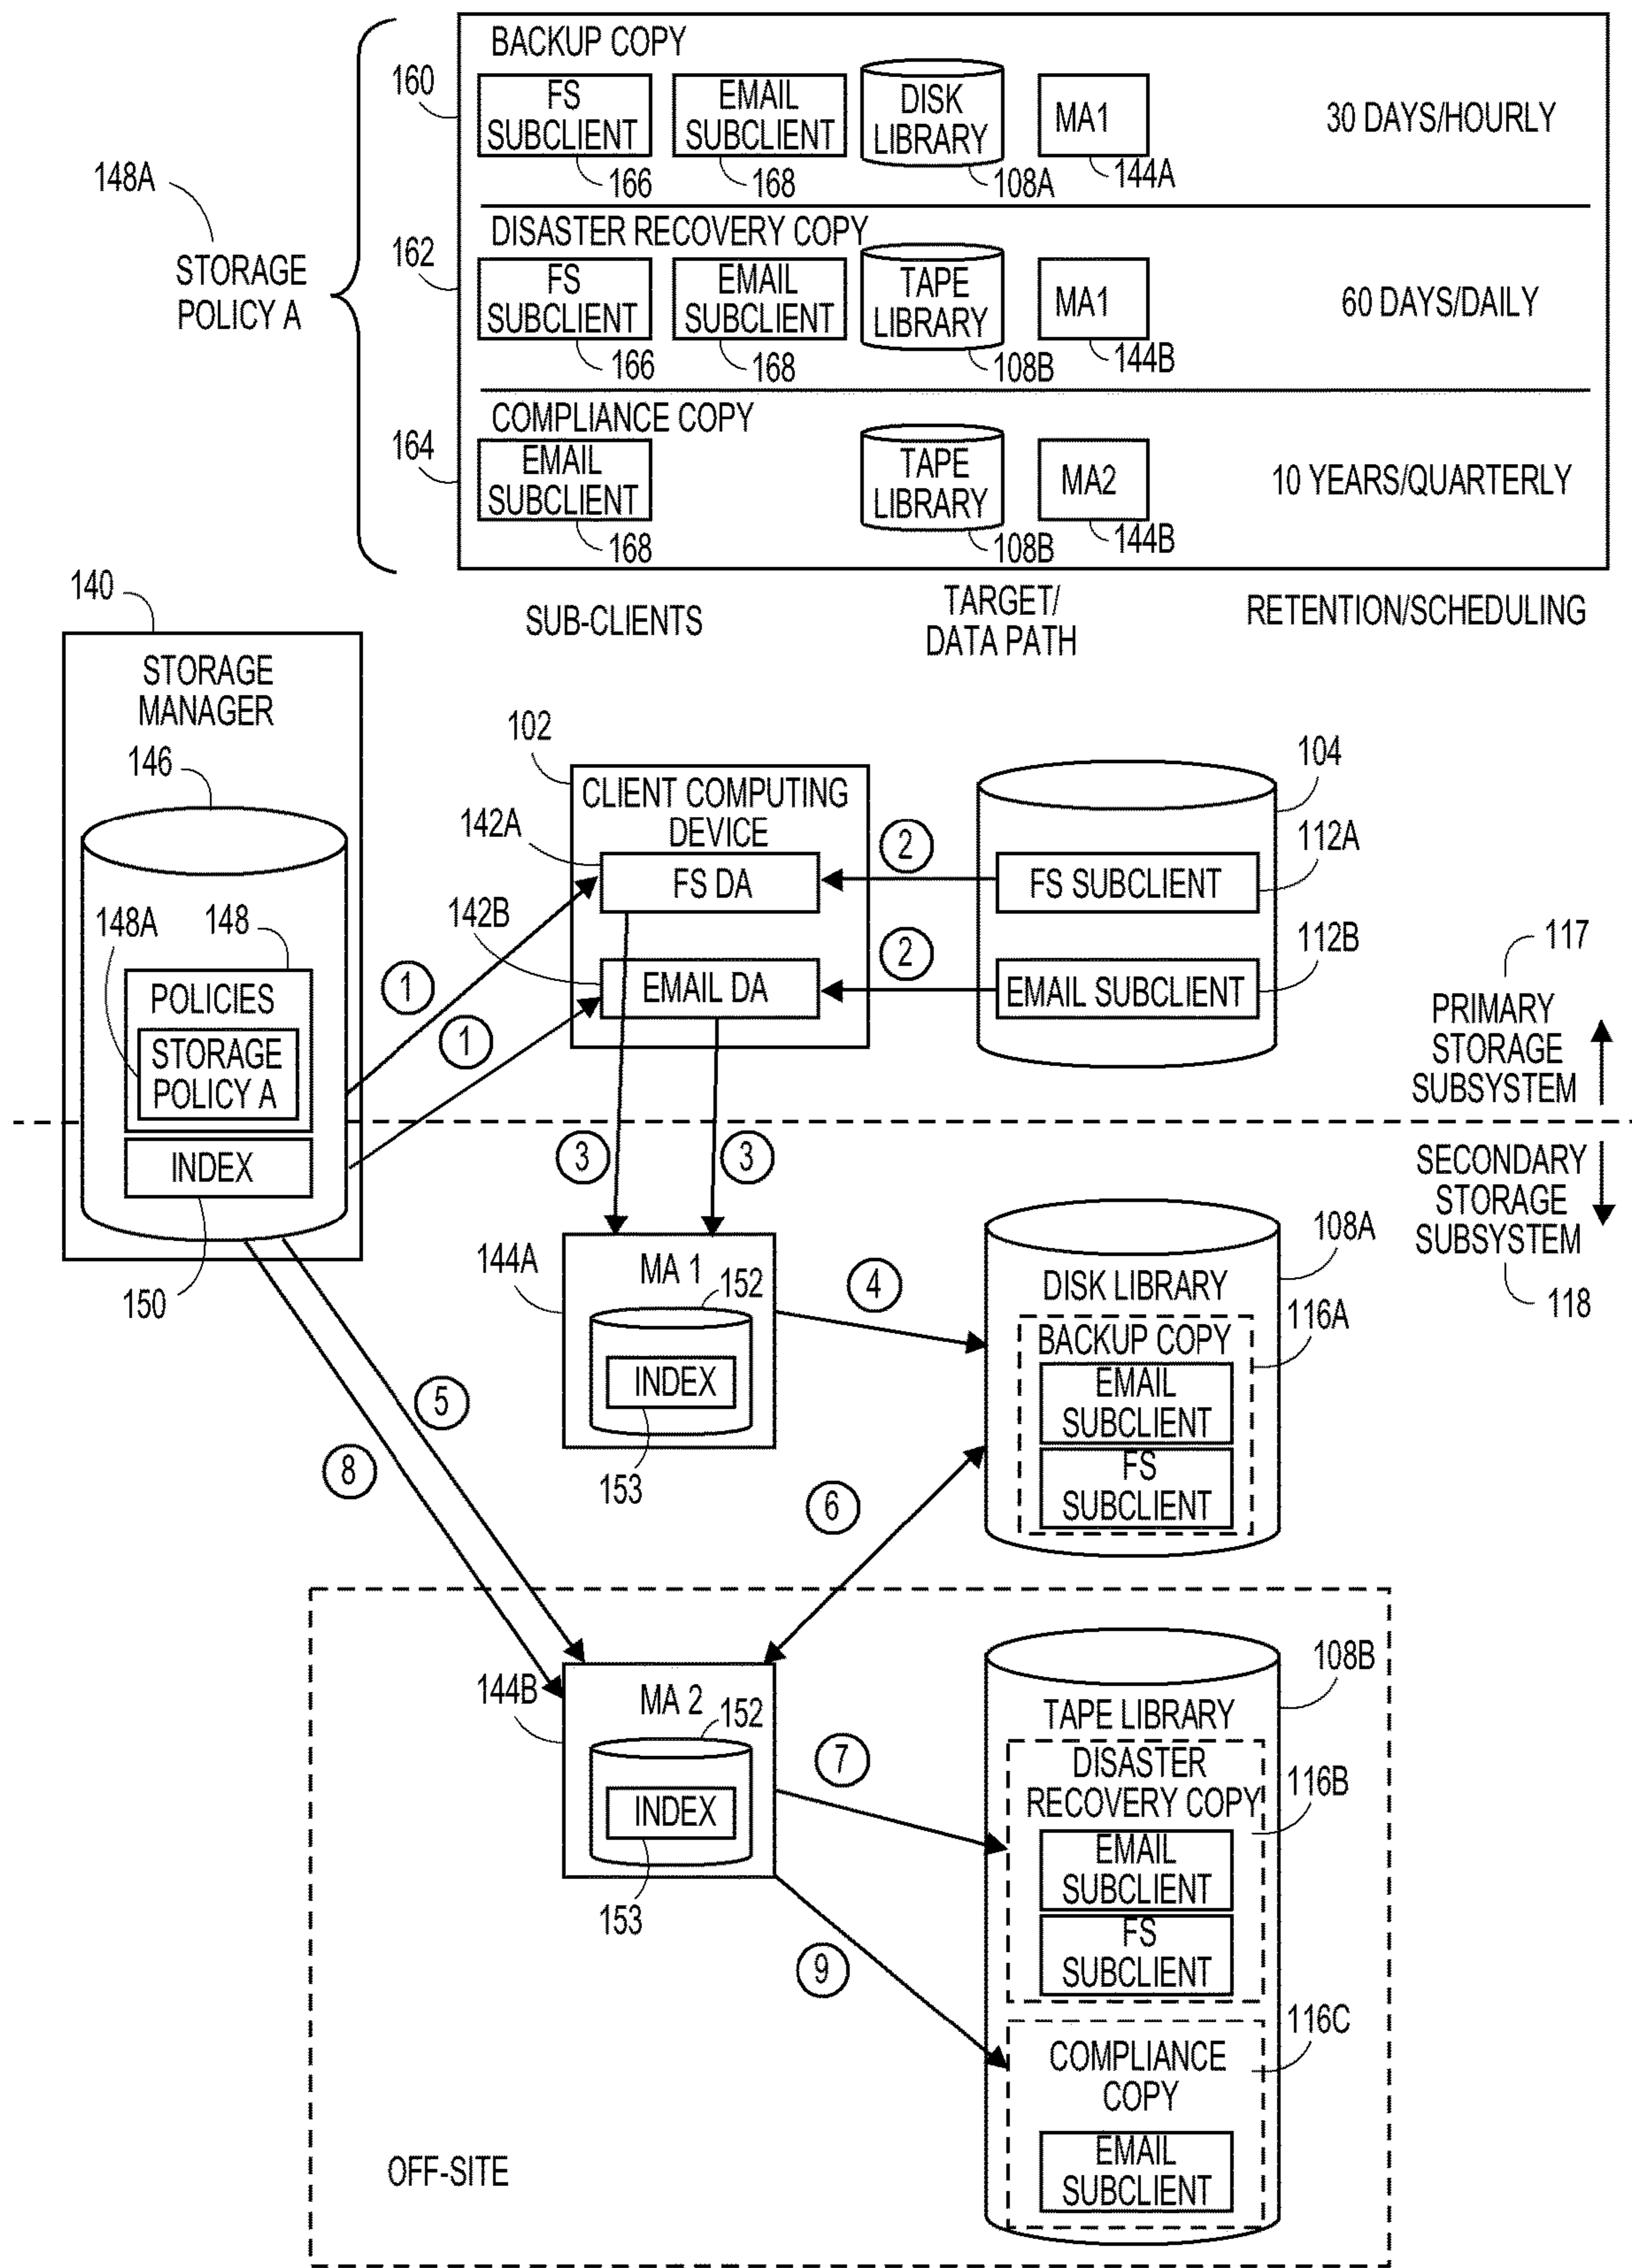 BACKUP COPY
160
FS
SUBCLIENT
166
EMAIL
SUBCLIENT
168
DISK
LIBRARY
108A
MA1
144A
30 DAYS/HOURLY
148A
STORAGE
POLICY A
DISASTER RECOVERY COPY
162
FS
SUBCLIENT
166
EMAIL
SUBCLIENT
168
TAPE
LIBRARY
108B
MA1
144B
60 DAYS/DAILY
COMPLIANCE COPY
164
EMAIL
SUBCLIENT
168
TAPE
LIBRARY
108B
MA2
144B
10 YEARS/QUARTERLY
SUB-CLIENTS
TARGET/
DATA PATH
RETENTION/SCHEDULING
140
STORAGE
MANAGER
146
148A
148
POLICIES
STORAGE
POLICY A
INDEX
150
102
CLIENT COMPUTING
DEVICE
142A
FS DA
142B
EMAIL DA
1
1
2
2
104
112A
FS SUBCLIENT
112B
EMAIL SUBCLIENT
117
PRIMARY
STORAGE
SUBSYSTEM
SECONDARY
STORAGE
SUBSYSTEM
118
3
3
144A
MA 1
152
INDEX
153
4
108A
DISK LIBRARY
116A
BACKUP COPY
EMAIL
SUBCLIENT
FS
SUBCLIENT
5
8
6
144B
MA 2
152
INDEX
153
7
9
108B
TAPE LIBRARY
DISASTER
RECOVERY COPY
116B
EMAIL
SUBCLIENT
FS
SUBCLIENT
116C
COMPLIANCE
COPY
EMAIL
SUBCLIENT
OFF-SITE